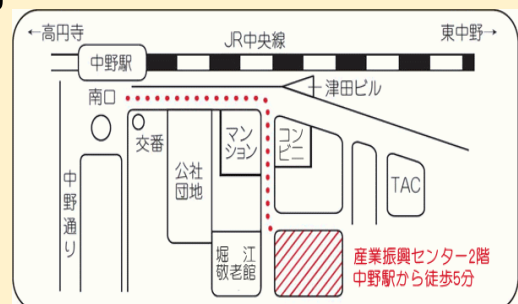 ←高円寺
JR中央線
東中野→
中野駅
津田ビル
南口
交番
マン
ション
コン
ビニ
公社
団地
TAC
中野通り
堀江
敬老館
産業振興センター2階
中野駅から徒歩5分